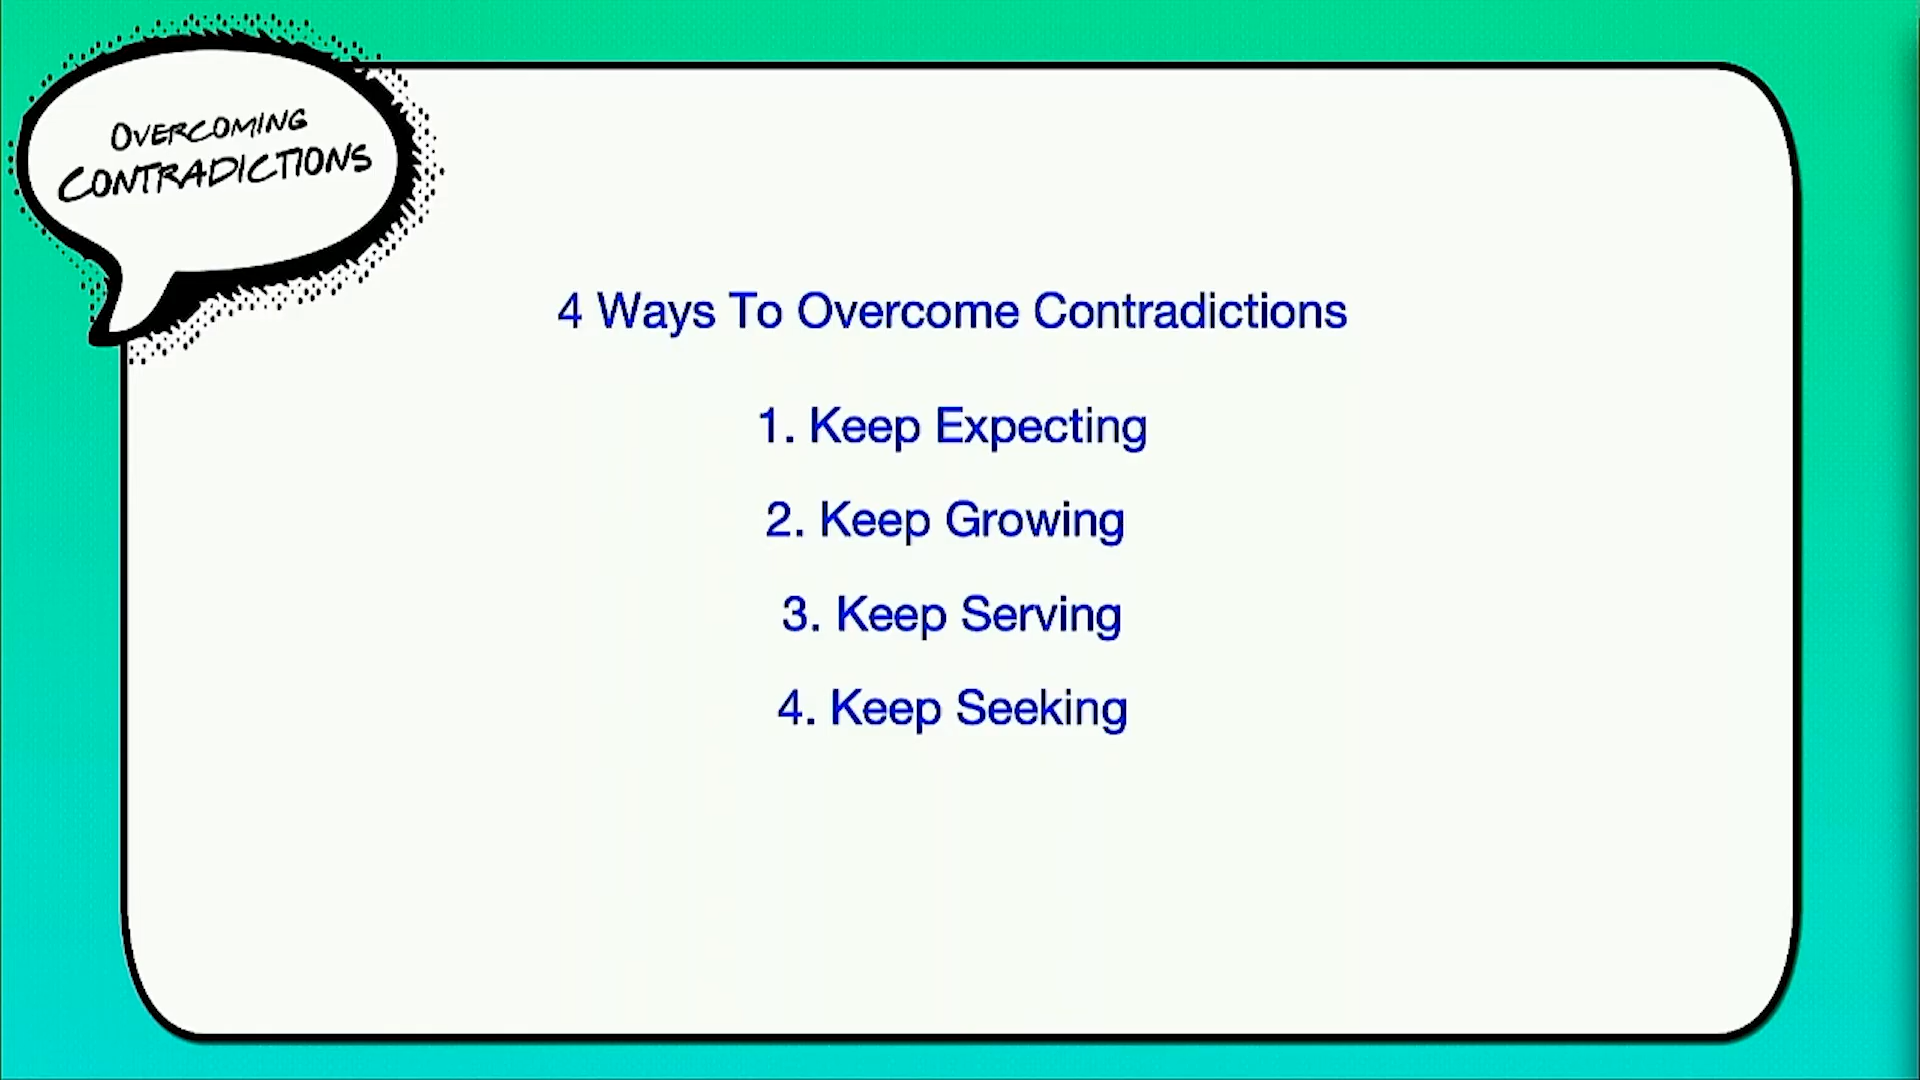 OVERCOMING
CONTRADICTIONS
4 Ways To Overcome Contradictions
1. Keep Expecting
2. Keep Growing
3. Keep Serving
4. Keep Seeking